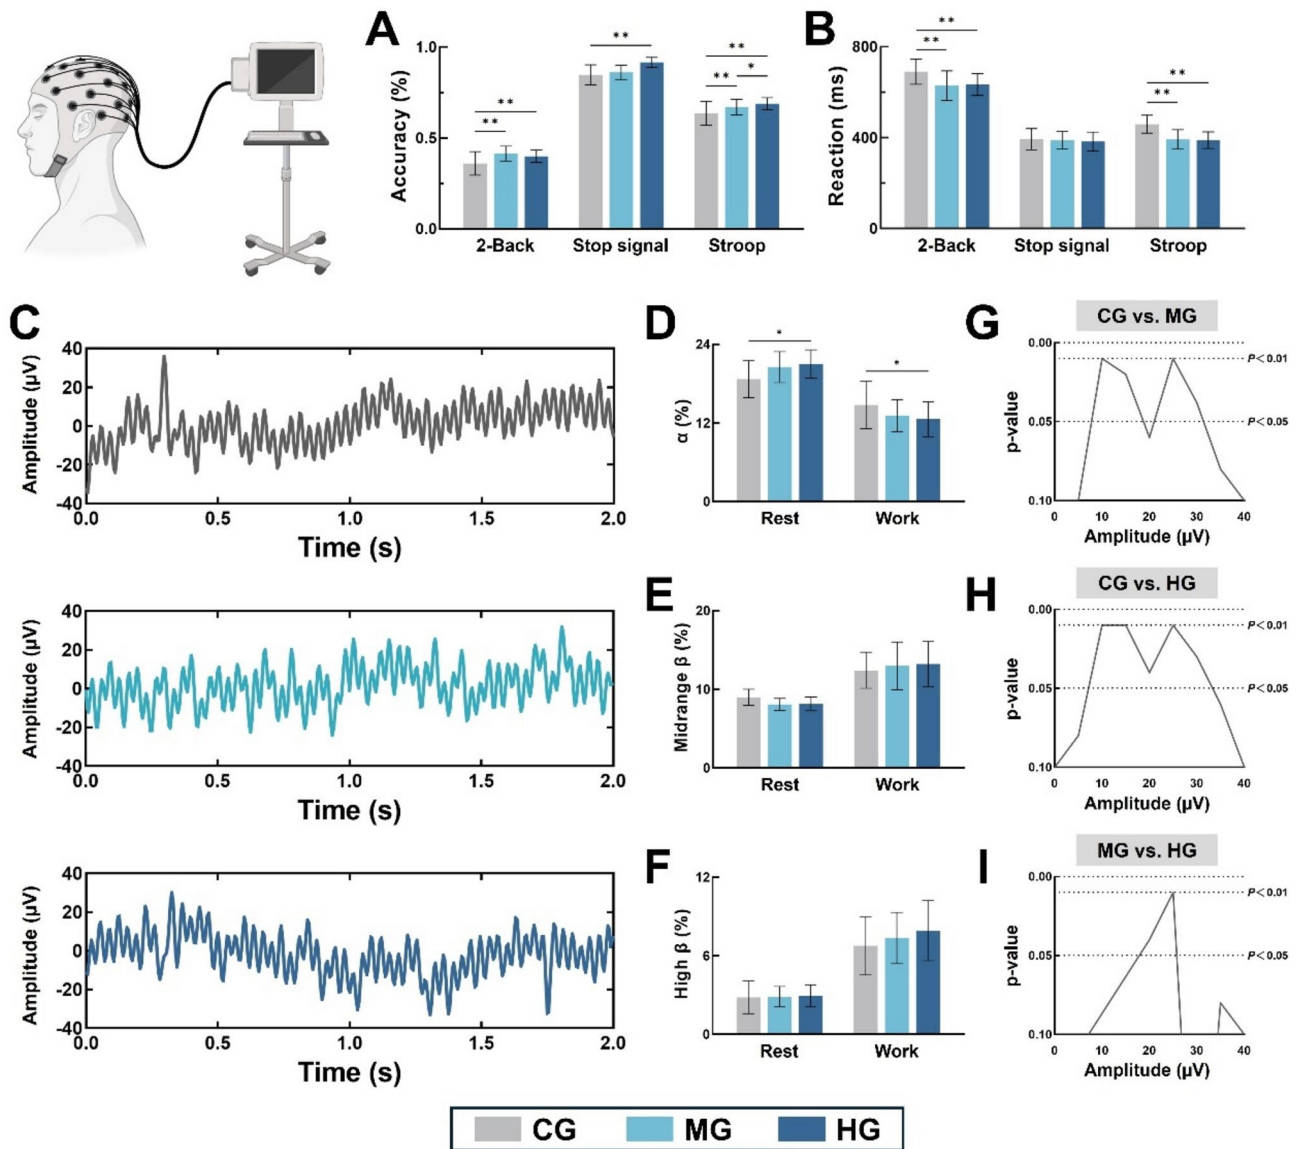 A
Accuracy (%)
1.0
0.5
0.0
** **
**
** ** *
2-Back Stop signal Stroop
B
Reaction (ms)
800
400
0
** **
** **
2-Back Stop signal Stroop
C
Amplitude (µV)
40
20
0
-20
-40
0.0 0.5 1.0 1.5 2.0
Time (s)
Amplitude (µV)
40
20
0
-20
-40
0.0 0.5 1.0 1.5 2.0
Time (s)
Amplitude (µV)
40
20
0
-20
-40
0.0 0.5 1.0 1.5 2.0
Time (s)
D
α (%)
24
12
0
* *
Rest Work
E
Midrange β (%)
20
10
0
Rest Work
F
High β (%)
12
6
0
Rest Work
G
CG vs. MG
p-value
0.00
P<0.01
0.05
P<0.05
0.10
0 10 20 30 40
Amplitude (µV)
H
CG vs. HG
p-value
0.00
P<0.01
0.05
P<0.05
0.10
0 10 20 30 40
Amplitude (µV)
I
MG vs. HG
p-value
0.00
P<0.01
0.05
P<0.05
0.10
0 10 20 30 40
Amplitude (µV)
CG MG HG